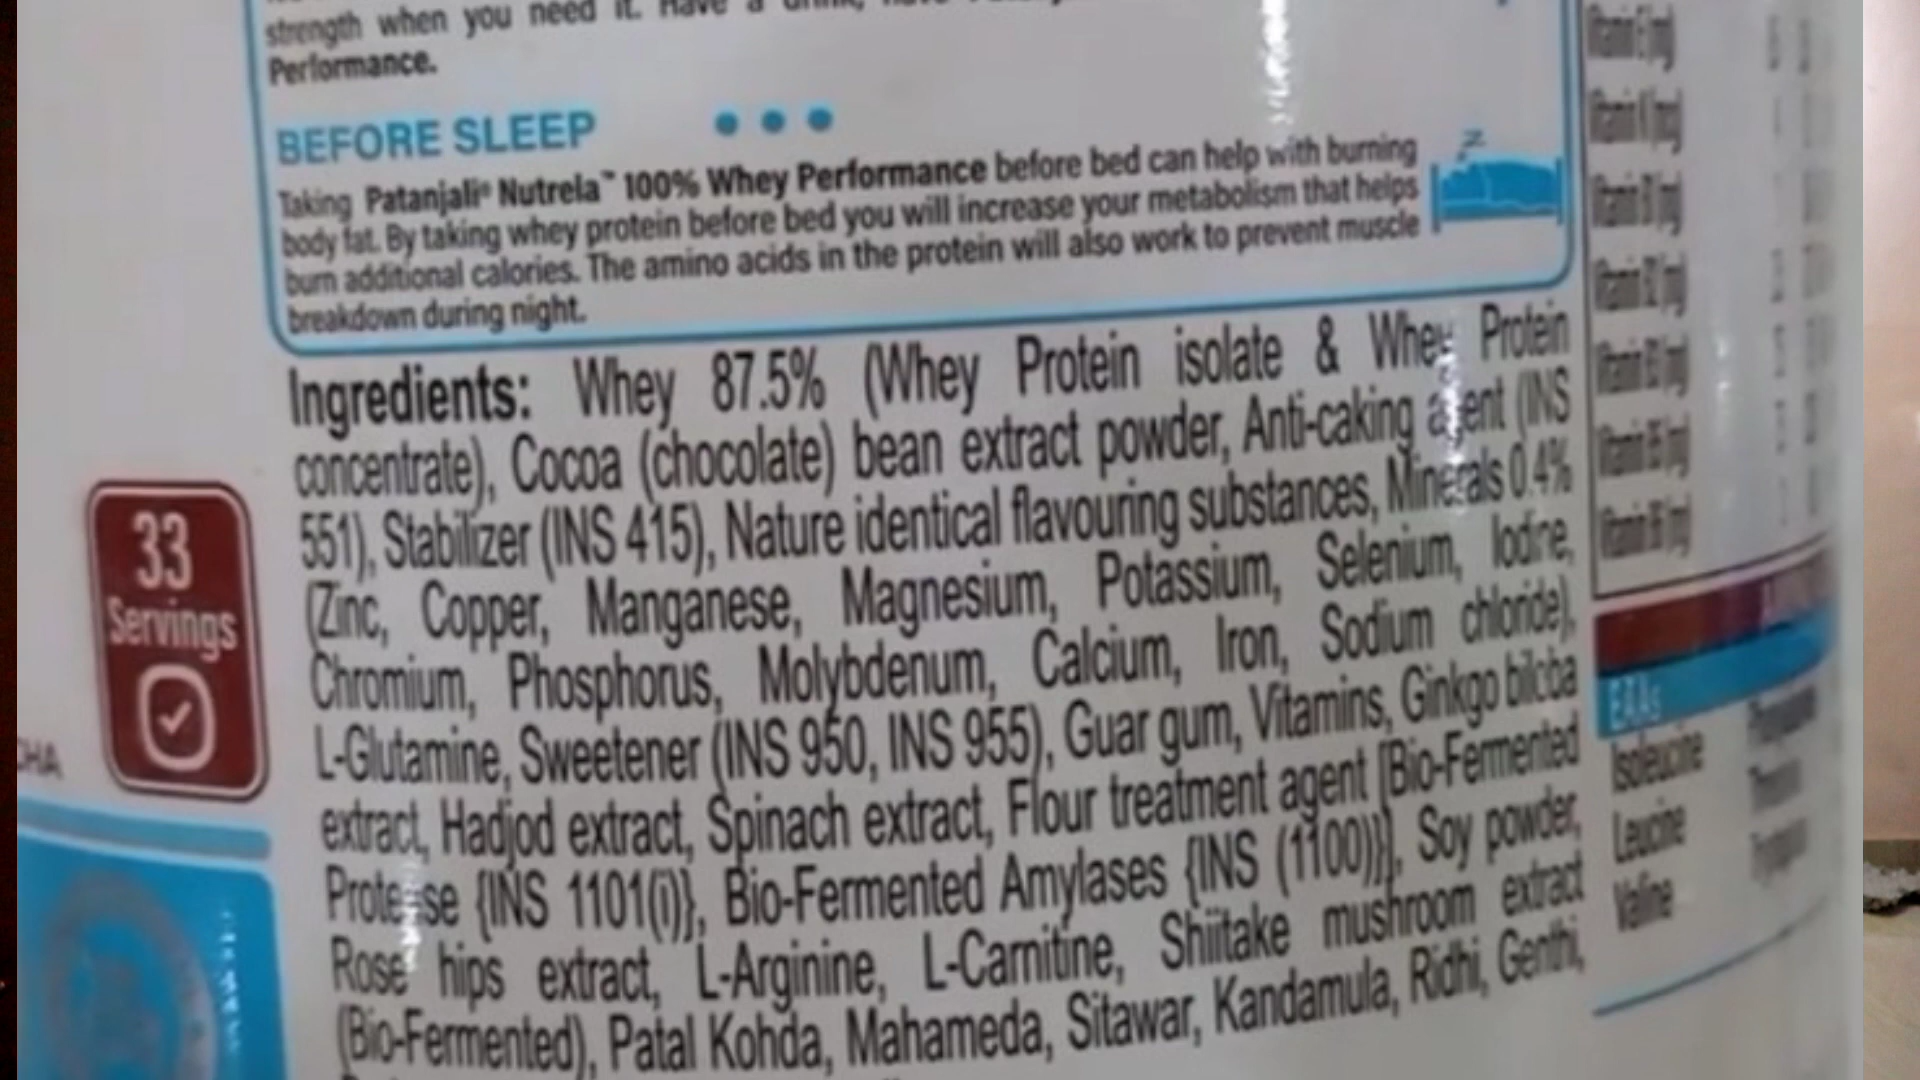 strength when you need it. Have a drink,
Performance.
BEFORE SLEEP
Taking Patanjali® Nutrela™ 100% Whey Performance before bed can help with burning
body fat. By taking whey protein before bed you will increase your metabolism that helps
burn additional calories. The amino acids in the protein will also work to prevent muscle
breakdown during night.
Ingredients: Whey 87.5% (Whey Protein isolate & Whey Protein
concentrate), Cocoa (chocolate) bean extract powder, Anti-caking agent (INS
551), Stabilizer (INS 415), Nature identical flavouring substances, Minerals 0.4%
(Zinc, Copper, Manganese, Magnesium, Potassium, Selenium, Iodine,
Chromium, Phosphorus, Molybdenum, Calcium, Iron, Sodium chloride),
L-Glutamine, Sweetener (INS 950, INS 955), Guar gum, Vitamins, Ginkgo biloba
extract, Hadjod extract, Spinach extract, Flour treatment agent [Bio-Fermented
Protease {INS 1101(i)}, Bio-Fermented Amylases {INS (1100)}], Soy powder,
Rose hips extract, L-Arginine, L-Carnitine, Shiitake mushroom extract
(Bio-Fermented), Patal Kohda, Mahameda, Sitawar, Kandamula, Ridhi, Genthi,
33
Servings
EAAs
Isoleucine
Leucine
Valine